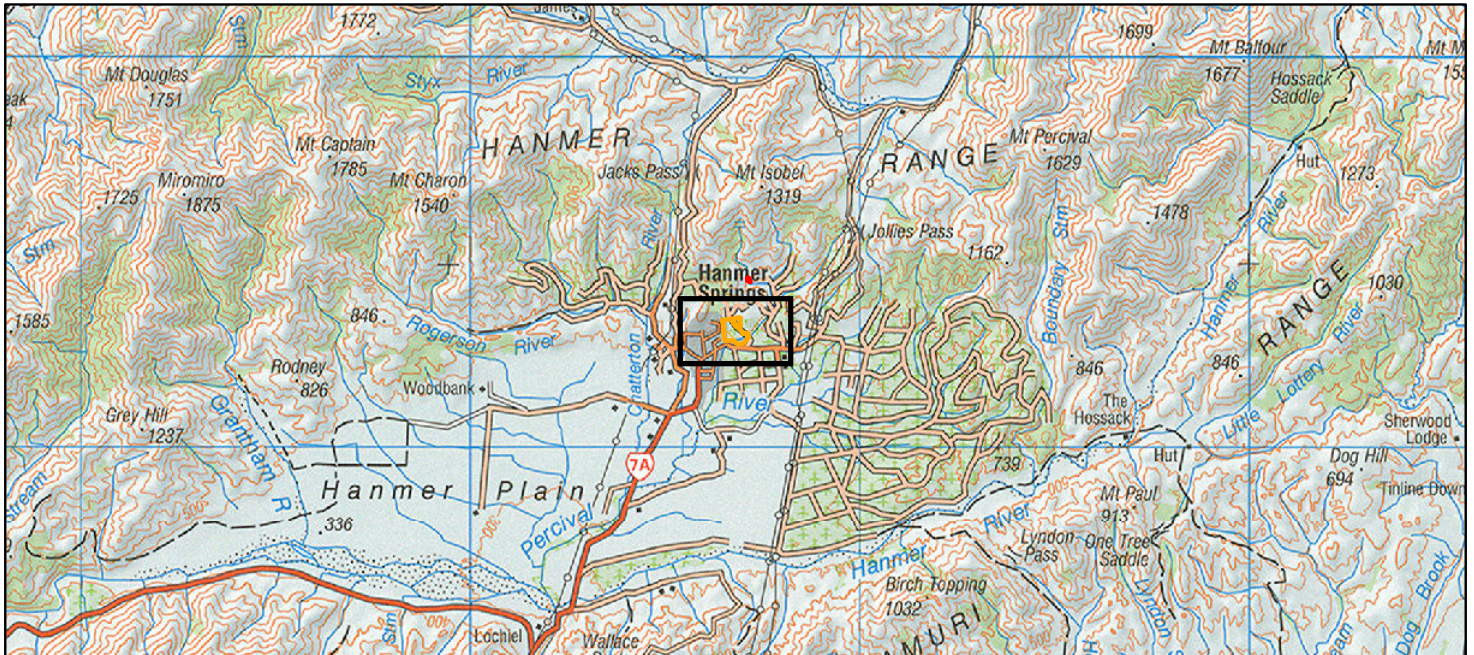 James
1772
Stm
1699
Mt Balfour
1677
Mt Douglas
1751
Styx
River
Hossack
Saddle
HANMER
RANGE
Mt Percival
1629
Mt Captain
1785
Jacks Pass
Mt Isobel
1319
Hut
1273
Miromiro
1875
1725
Mt Charon
1540
1478
River
Stm
Jollies Pass
1162
Stm
River
Hanmer
Springs
1030
RANGE
1585
846
Rogerson
River
Boundary
Hanmer
River
Chatterton
846
846
Rodney
826
Woodbank
River
The
Hossack
Little Lottery
Grey Hill
1237
Grantham R
Sherwood
Lodge
7A
739
Hut
Dog Hill
694
Hanmer Plain
Mt Paul
913
Tinline Down
Stream
336
Percival
River
Lyndon
Pass
One Tree
Saddle
Hanmer
Birch Topping
1032
Lyndon
Brook
Stm
Lochiel
Wallace
AMURI
Dog